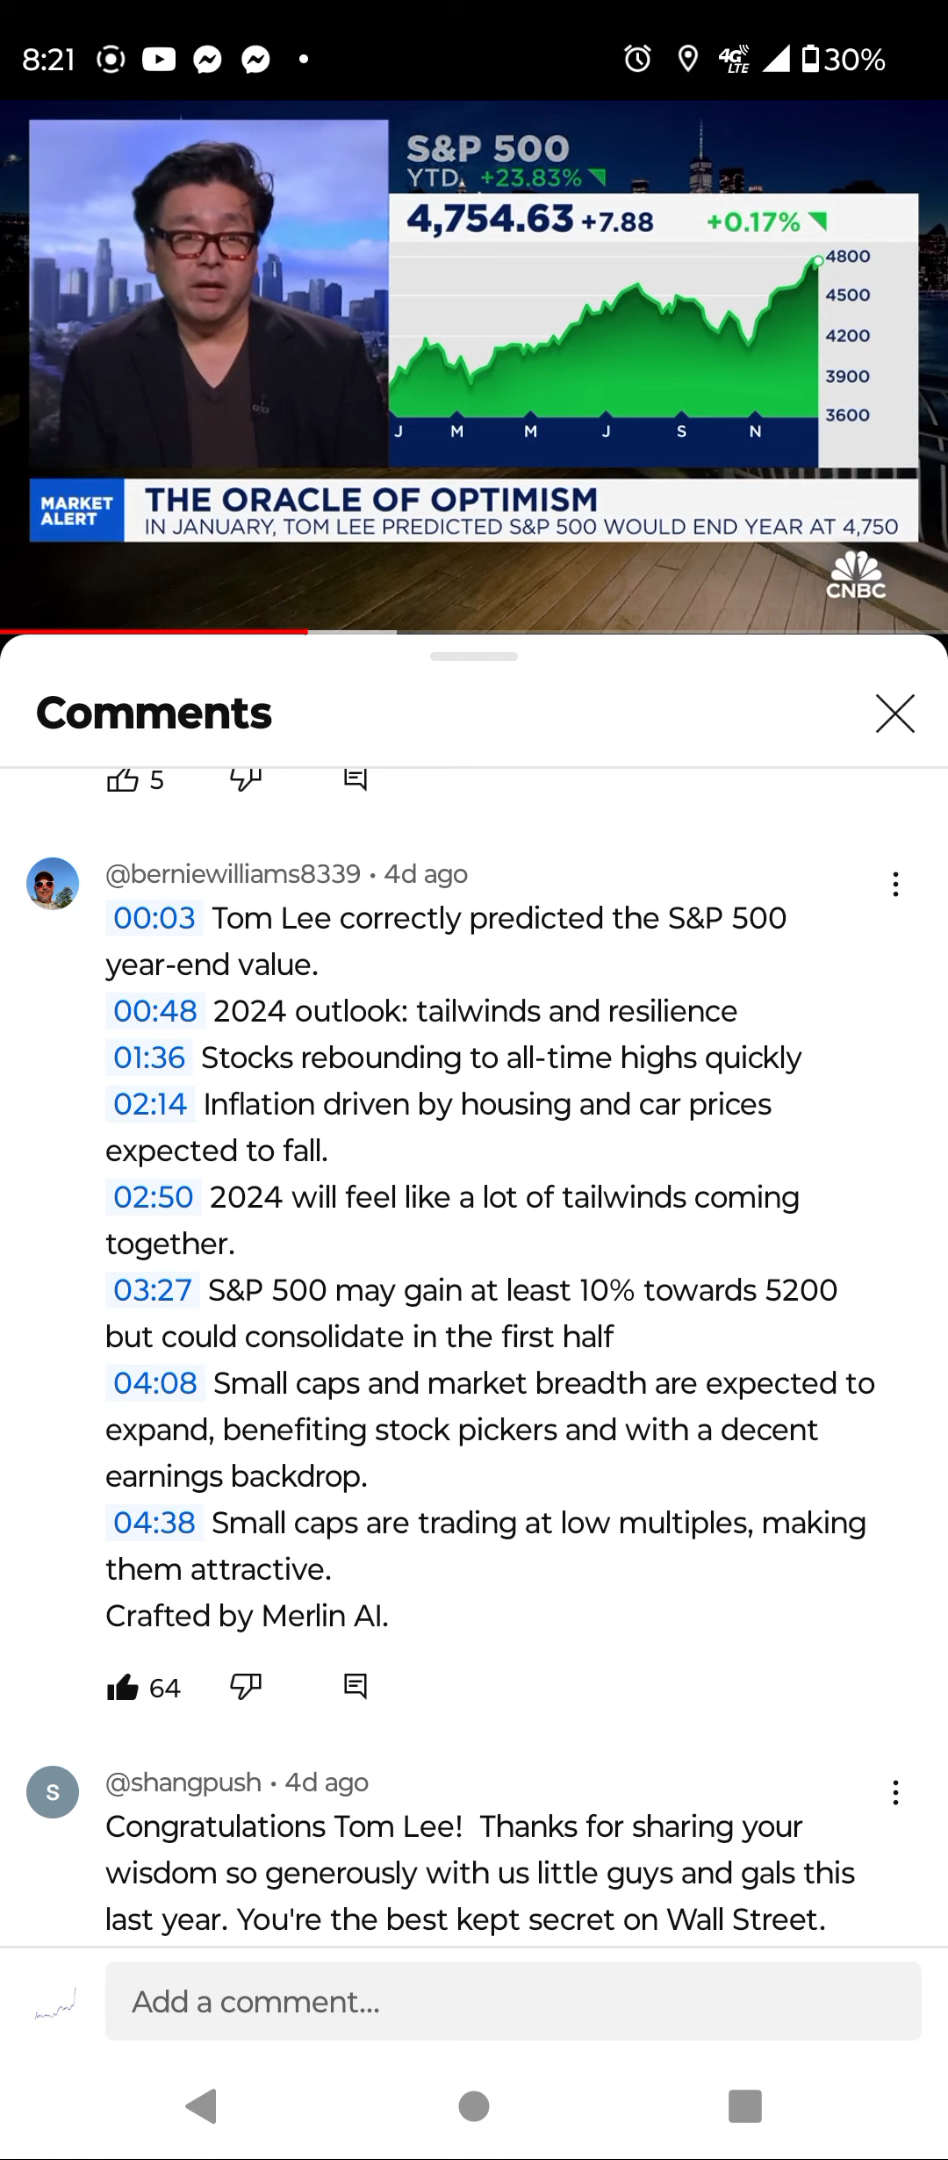 8:21
4G
LTE
30%
S&P 500
YTD +23.83%
4,754.63 +7.88 +0.17%
4800
4500
4200
3900
3600
J M M J S N
MARKET
ALERT
THE ORACLE OF OPTIMISM
IN JANUARY, TOM LEE PREDICTED S&P 500 WOULD END YEAR AT 4,750
CNBC
Comments
5
@berniewilliams8339 • 4d ago
00:03 Tom Lee correctly predicted the S&P 500
year-end value.
00:48 2024 outlook: tailwinds and resilience
01:36 Stocks rebounding to all-time highs quickly
02:14 Inflation driven by housing and car prices
expected to fall.
02:50 2024 will feel like a lot of tailwinds coming
together.
03:27 S&P 500 may gain at least 10% towards 5200
but could consolidate in the first half
04:08 Small caps and market breadth are expected to
expand, benefiting stock pickers and with a decent
earnings backdrop.
04:38 Small caps are trading at low multiples, making
them attractive.
Crafted by Merlin AI.
64
S
@shangpush • 4d ago
Congratulations Tom Lee!  Thanks for sharing your
wisdom so generously with us little guys and gals this
last year. You're the best kept secret on Wall Street.
Add a comment...